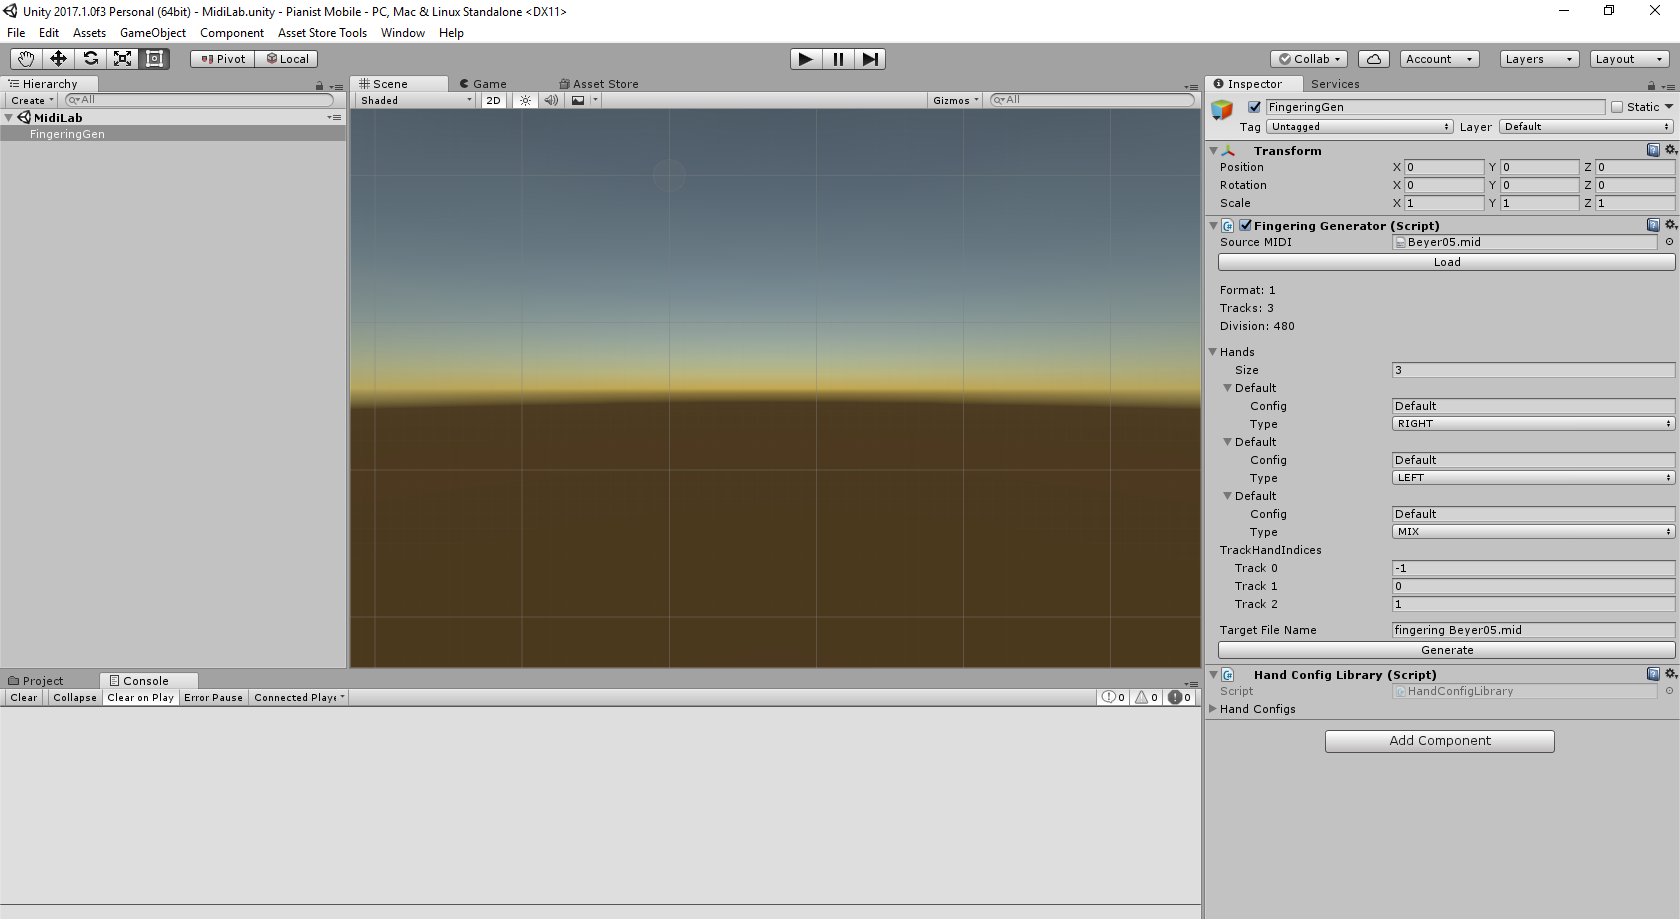 Unity 2017.1.0f3 Personal (64bit) - MidiLab.unity - Pianist Mobile - PC, Mac & Linux Standalone <DX11>
File Edit Assets GameObject Component Asset Store Tools Window Help
Pivot Local Collab Account Layers Layout
Hierarchy
Create All
MidiLab
FingeringGen
Scene Game Asset Store
Shaded 2D Gizmos All
Inspector Services
FingeringGen Static
Tag Untagged Layer Default
Transform
Position X 0 Y 0 Z 0
Rotation X 0 Y 0 Z 0
Scale X 1 Y 1 Z 1
Fingering Generator (Script)
Source MIDI Beyer05.mid
Load
Format: 1
Tracks: 3
Division: 480
Hands
Size 3
Default
Config Default
Type RIGHT
Default
Config Default
Type LEFT
Default
Config Default
Type MIX
TrackHandIndices
Track 0 -1
Track 1 0
Track 2 1
Target File Name fingering Beyer05.mid
Generate
Hand Config Library (Script)
Script HandConfigLibrary
Hand Configs
Add Component
Project Console
Clear Collapse Clear on Play Error Pause Connected Playe 0 0 0